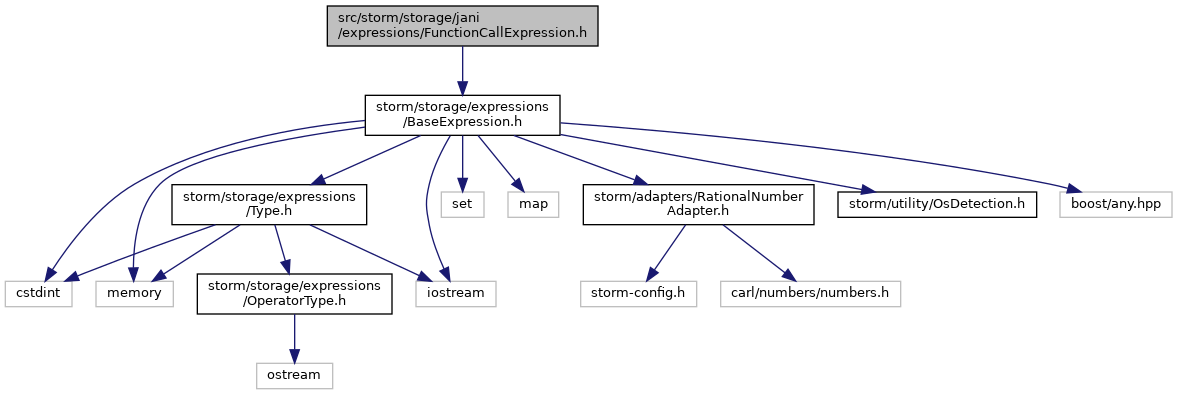 src/storm/storage/jani
/expressions/FunctionCallExpression.h
storm/storage/expressions
/BaseExpression.h
storm/storage/expressions
/Type.h
set
map
storm/adapters/RationalNumber
Adapter.h
storm/utility/OsDetection.h
boost/any.hpp
cstdint
memory
storm/storage/expressions
/OperatorType.h
iostream
storm-config.h
carl/numbers/numbers.h
ostream